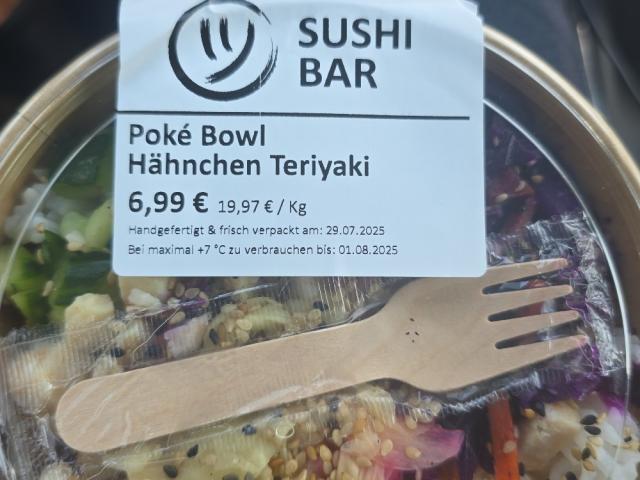 SUSHI
BAR
Poké Bowl
Hähnchen Teriyaki
6,99 € 19,97 € / Kg
Handgefertigt & frisch verpackt am: 29.07.2025
Bei maximal +7 °C zu verbrauchen bis: 01.08.2025